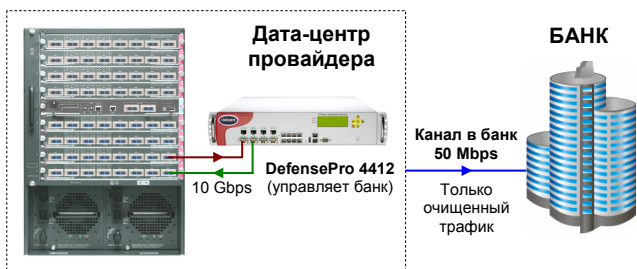 Дата-центр
провайдера
БАНК
10 Gbps
DefensePro 4412
(управляет банк)
Канал в банк
50 Mbps
Только
очищенный
трафик